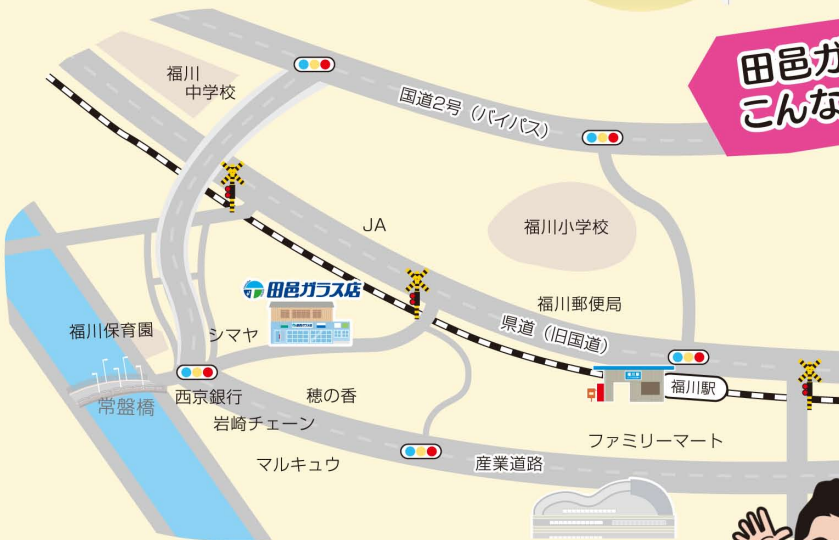 田邑ガ
こんな
福川
中学校
国道2号(バイパス)
JA
福川小学校
田邑ガラス店
福川郵便局
県道(旧国道)
福川保育園
シマヤ
福川駅
常盤橋
西京銀行
穂の香
岩崎チェーン
ファミリーマート
マルキュウ
産業道路